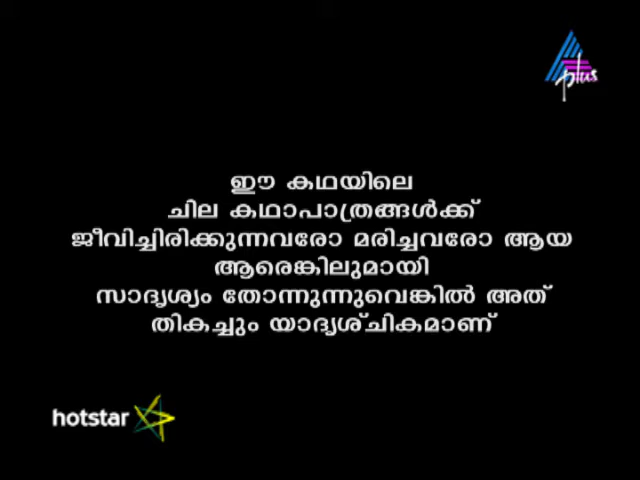 plus
ഈ കഥയിലെ
ചില കഥാപാത്രങ്ങൾക്ക്
ജീവിച്ചിരിക്കുന്നവരോ മരിച്ചവരോ ആയ
ആരെങ്കിലുമായി
സാദൃശ്യം തോന്നുന്നുവെങ്കിൽ അത്
തികച്ചും യാദൃശ്ചികമാണ്
hotstar